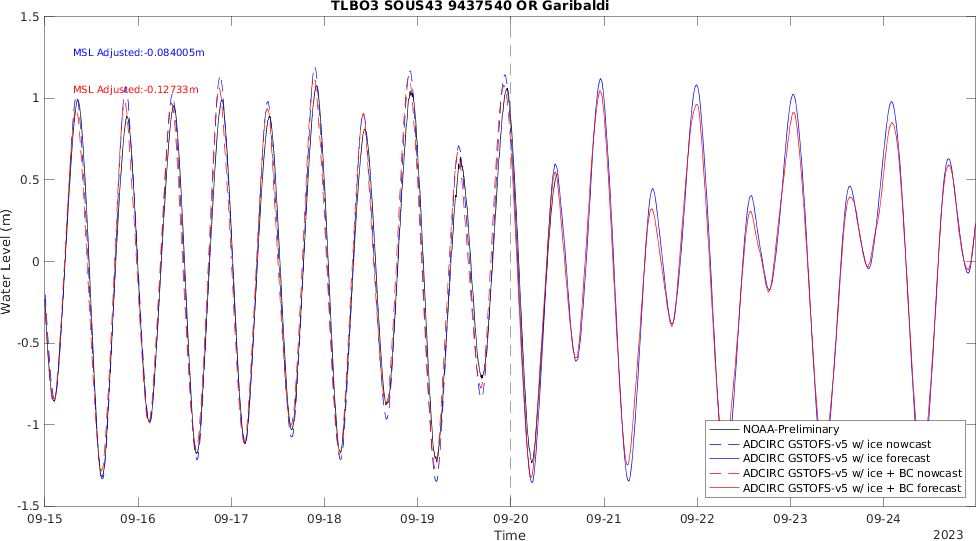 TLBO3 SOUS43 9437540 OR Garibaldi
MSL Adjusted:-0.084005m
MSL Adjusted:-0.12733m
Water Level (m)
1.5
1
0.5
0
-0.5
-1
-1.5
NOAA-Preliminary
ADCIRC GSTOFS-v5 w/ ice nowcast
ADCIRC GSTOFS-v5 w/ ice forecast
ADCIRC GSTOFS-v5 w/ ice + BC nowcast
ADCIRC GSTOFS-v5 w/ ice + BC forecast
09-15 09-16 09-17 09-18 09-19 09-20 09-21 09-22 09-23 09-24
Time
2023